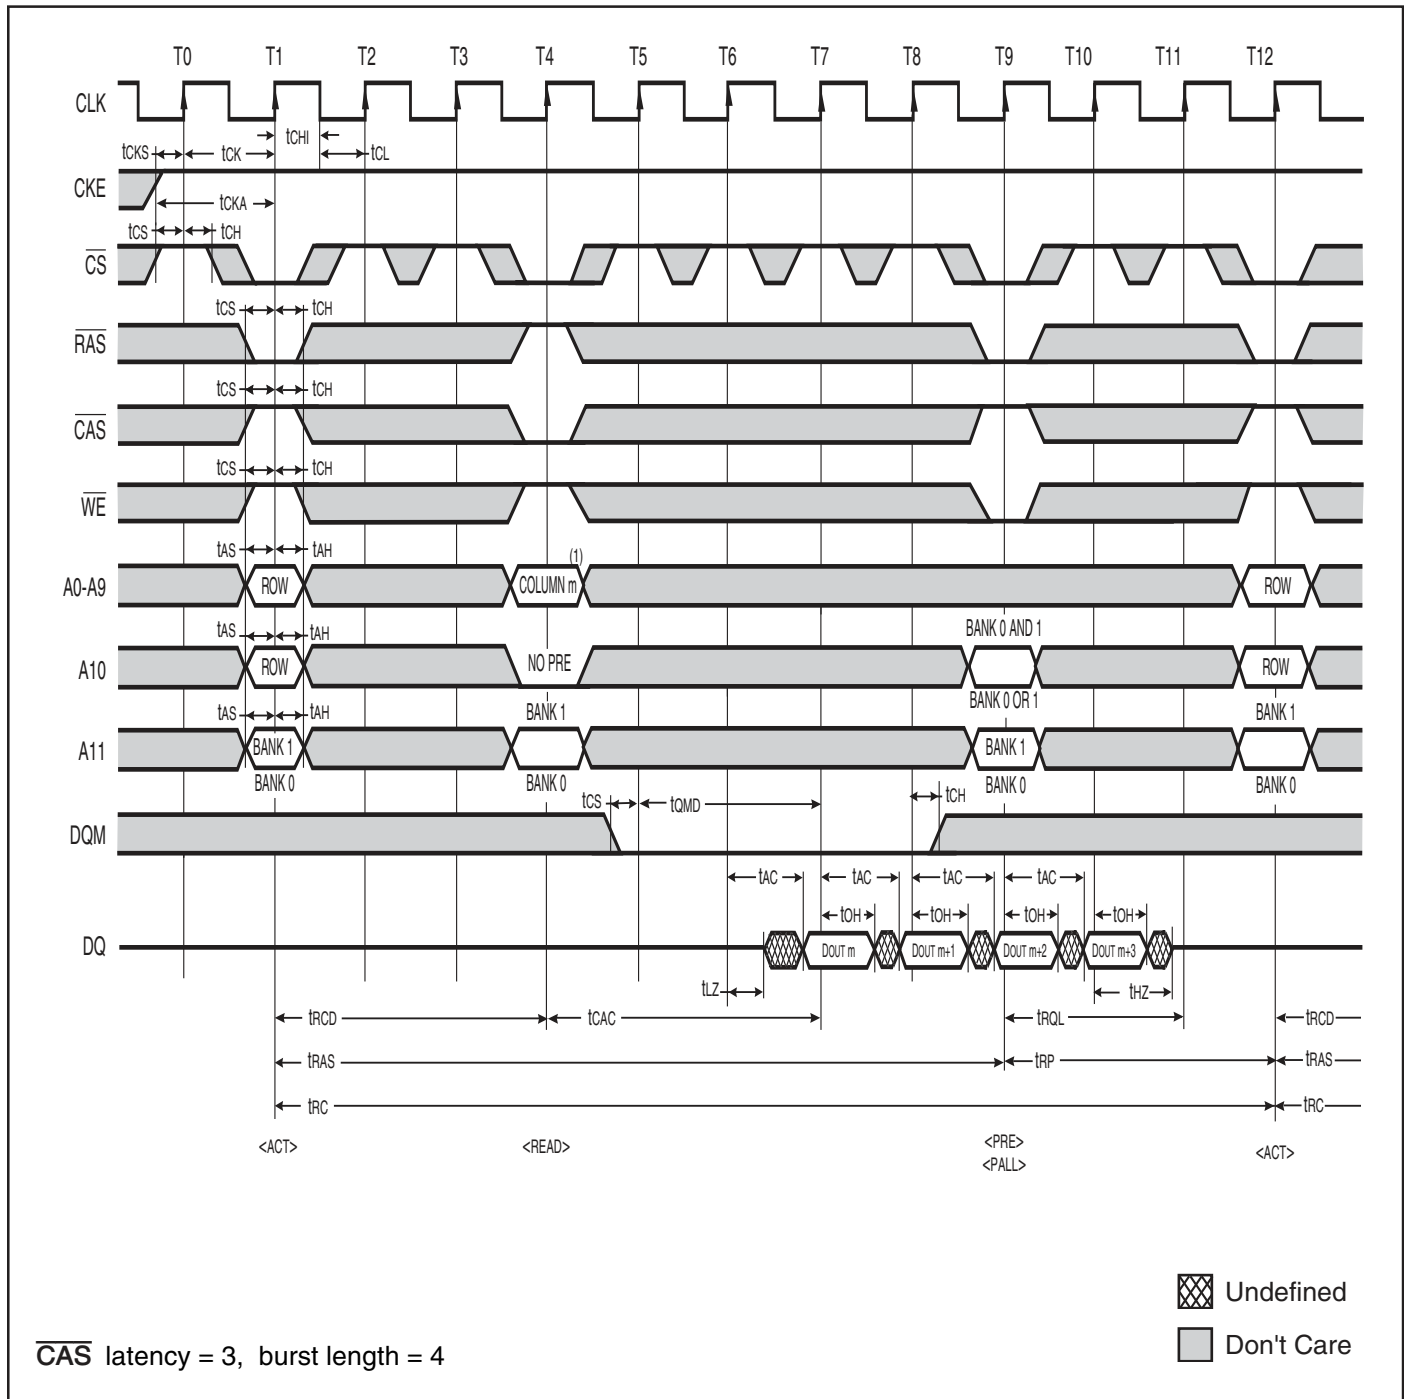 T0 T1 T2 T3 T4 T5 T6 T7 T8 T9 T10 T11 T12
CLK
tCHI
tCKS tCK tCL
CKE
tCKA
tCS tCH
CS
tCS tCH
RAS
tCS tCH
CAS
tCS tCH
WE
tAS tAH (1)
A0-A9 ROW COLUMN m ROW
tAS tAH BANK 0 AND 1
A10 ROW NO PRE ROW
BANK 0 OR 1
tAS tAH BANK 1 BANK 1
A11 BANK 1 BANK 1
BANK 0 BANK 0 BANK 0 BANK 0
tCS tQMD tCH
DQM
tAC tAC tAC tAC
tOH tOH tOH tOH
DQ DOUT m DOUT m+1 DOUT m+2 DOUT m+3
tLZ tHZ
tRCD tCAC tRQL tRCD
tRAS tRP tRAS
tRC tRC
<ACT> <READ> <PRE> <ACT>
<PALL>
Undefined
Don't Care
CAS latency = 3, burst length = 4